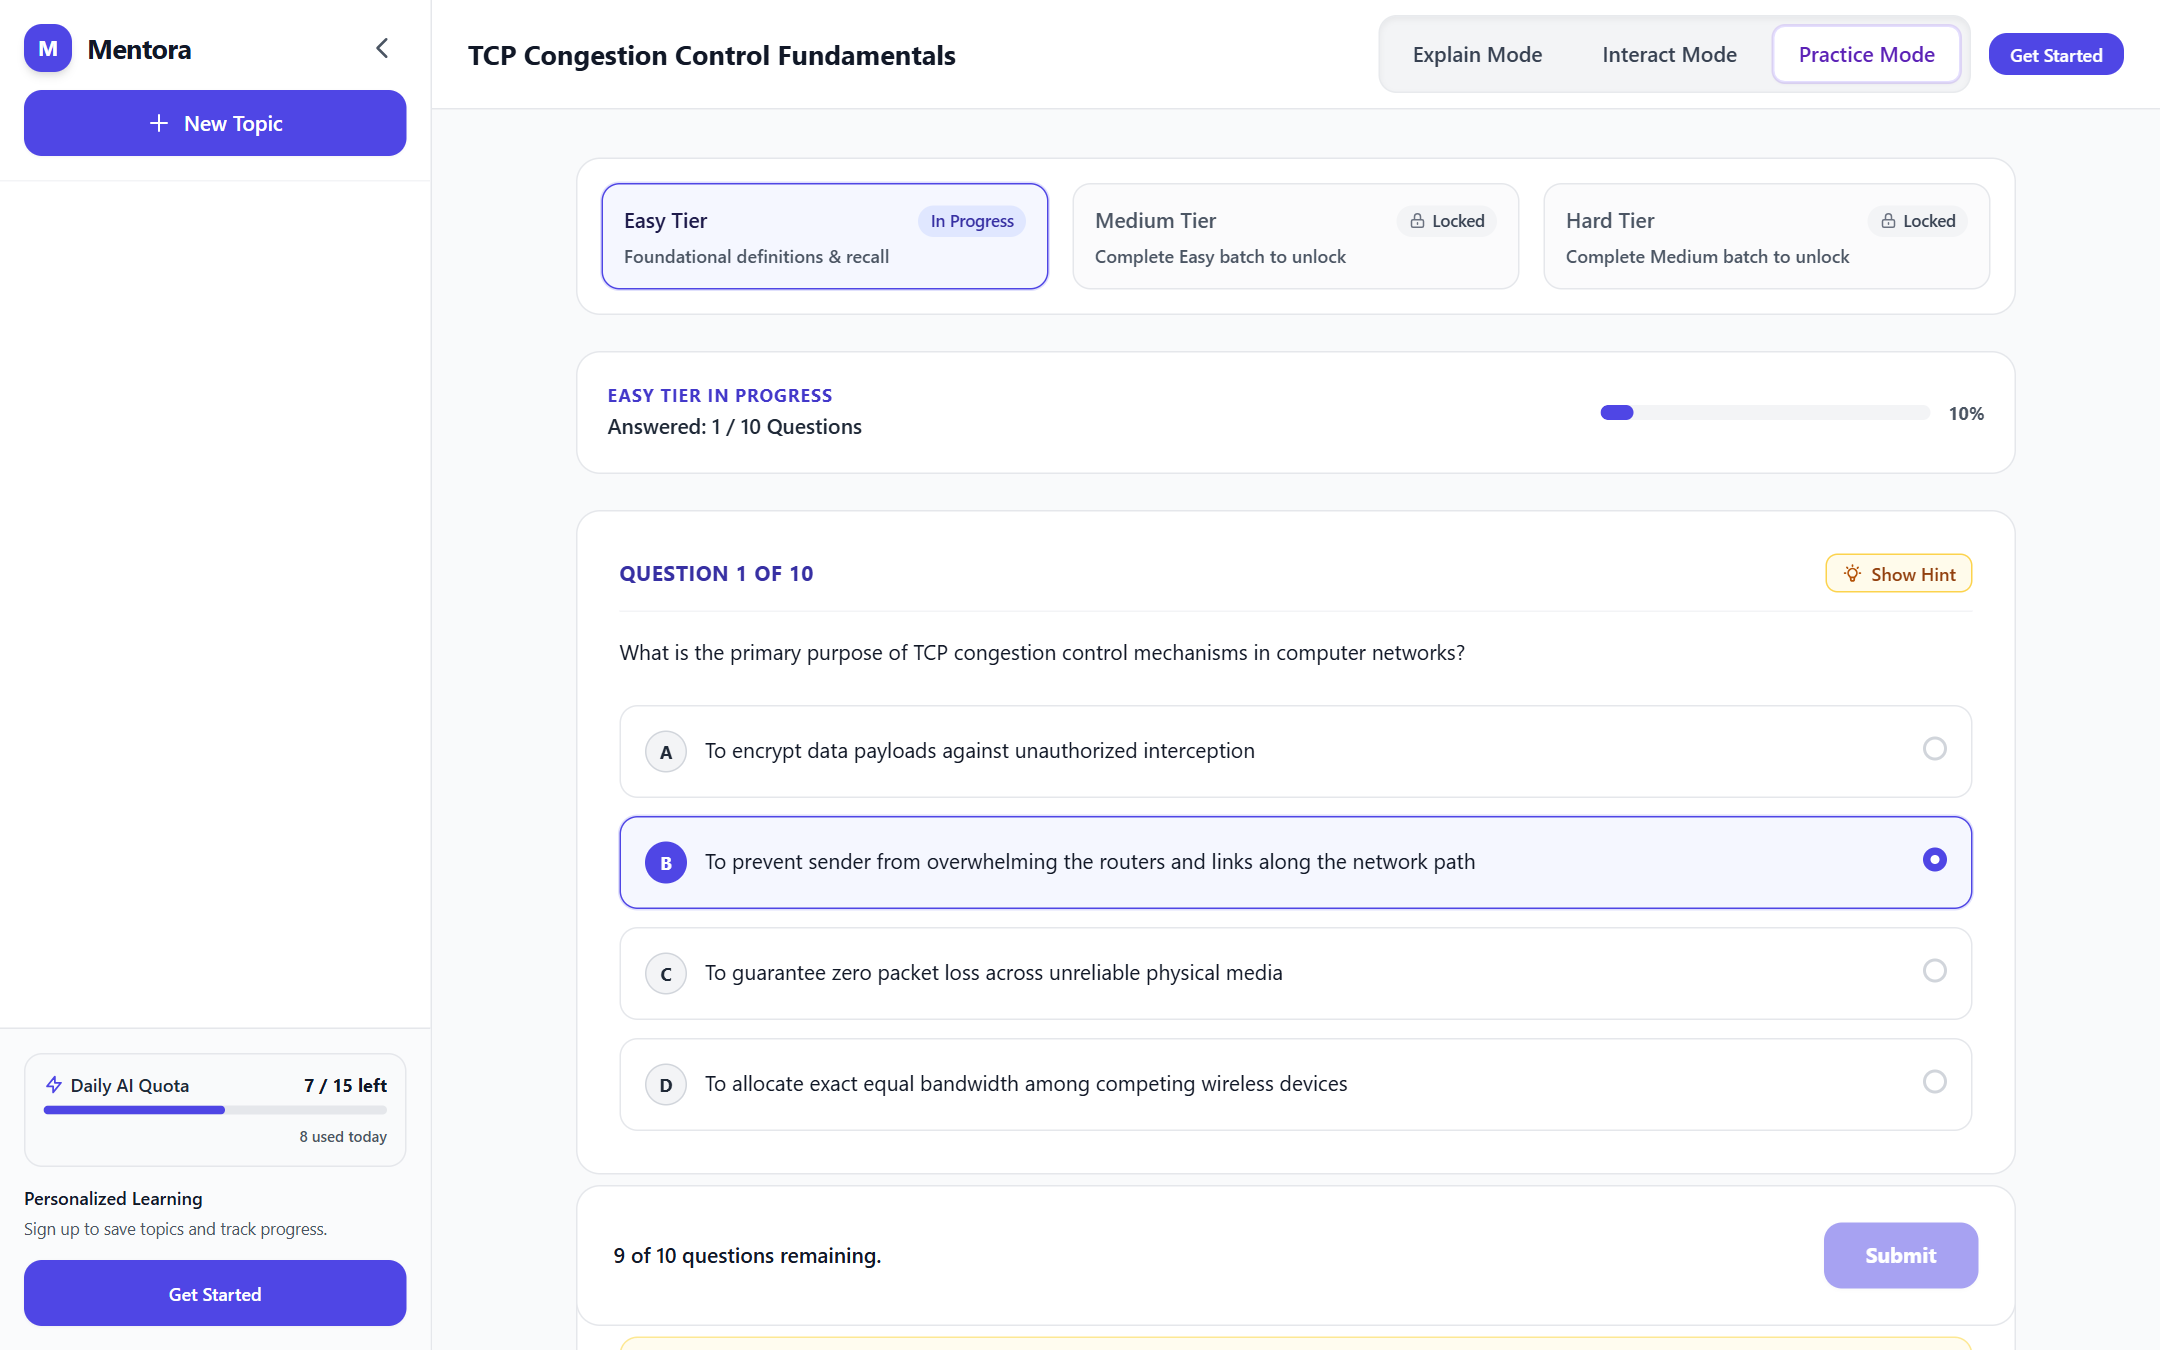 M Mentora
New Topic
TCP Congestion Control Fundamentals
Explain Mode
Interact Mode
Practice Mode
Get Started
Easy Tier
In Progress
Foundational definitions & recall
Medium Tier
Locked
Complete Easy batch to unlock
Hard Tier
Locked
Complete Medium batch to unlock
EASY TIER IN PROGRESS
Answered: 1 / 10 Questions
10%
QUESTION 1 OF 10
Show Hint
What is the primary purpose of TCP congestion control mechanisms in computer networks?
A To encrypt data payloads against unauthorized interception
B To prevent sender from overwhelming the routers and links along the network path
C To guarantee zero packet loss across unreliable physical media
D To allocate exact equal bandwidth among competing wireless devices
9 of 10 questions remaining.
Submit
Daily AI Quota
7 / 15 left
8 used today
Personalized Learning
Sign up to save topics and track progress.
Get Started